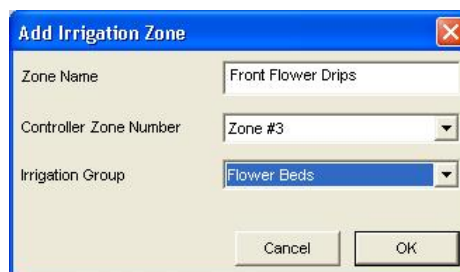 Add Irrigation Zone
Zone Name Front Flower Drips
Controller Zone Number Zone #3
Irrigation Group Flower Beds
Cancel OK